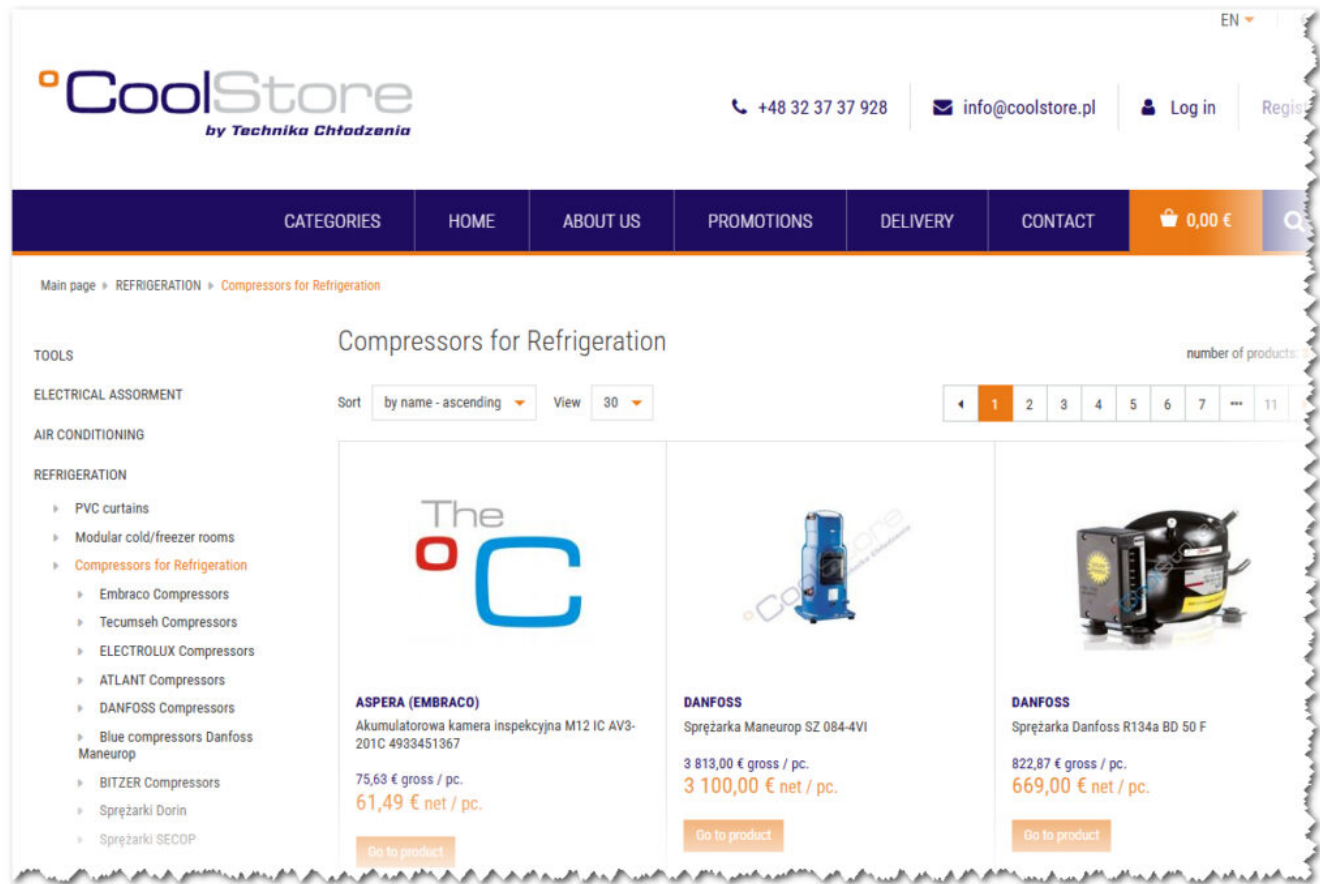 EN
°CoolStore
by Technika Chłodzenia
+48 32 37 37 928
info@coolstore.pl
Log in
Regist
CATEGORIES
HOME
ABOUT US
PROMOTIONS
DELIVERY
CONTACT
0,00 €
Main page
REFRIGERATION
Compressors for Refrigeration
TOOLS
ELECTRICAL ASSORMENT
AIR CONDITIONING
REFRIGERATION
PVC curtains
Modular cold/freezer rooms
Compressors for Refrigeration
Embraco Compressors
Tecumseh Compressors
ELECTROLUX Compressors
ATLANT Compressors
DANFOSS Compressors
Blue compressors Danfoss
Maneurop
BITZER Compressors
Sprężarki Dorin
Sprężarki SECOP
Compressors for Refrigeration
number of products:
Sort by name - ascending View 30
1 2 3 4 5 6 7 ••• 11
The
°C
ASPERA (EMBRACO)
Akumulatorowa kamera inspekcyjna M12 IC AV3-
201C 4933451367
75,63 € gross / pc.
61,49 € net / pc.
Go to product
°CoolStore
Technika Chłodzenia
DANFOSS
Sprężarka Maneurop SZ 084-4VI
3 813,00 € gross / pc.
3 100,00 € net / pc.
Go to product
°CoolStore
DANFOSS
Sprężarka Danfoss R134a BD 50 F
822,87 € gross / pc.
669,00 € net / pc.
Go to product